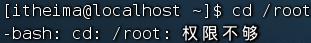 [itheima@localhost ~]$ cd /root
-bash: cd: /root: 权限不够